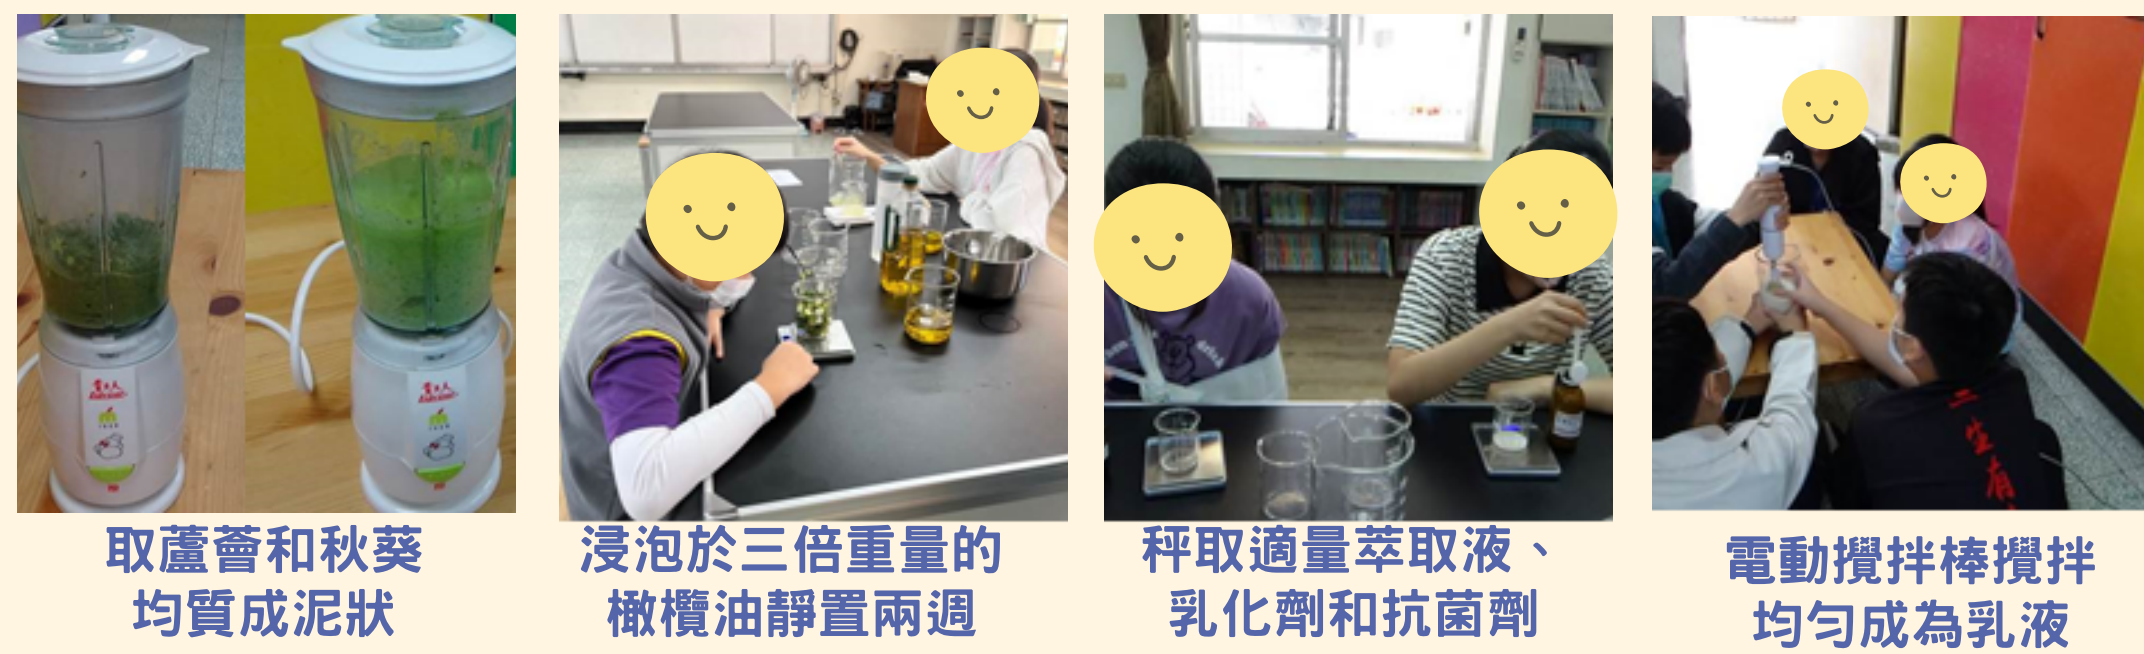 取蘆薈和秋葵
均質成泥狀
浸泡於三倍重量的
橄欖油靜置兩週
秤取適量萃取液、
乳化劑和抗菌劑
電動攪拌棒攪拌
均勻成為乳液
生有